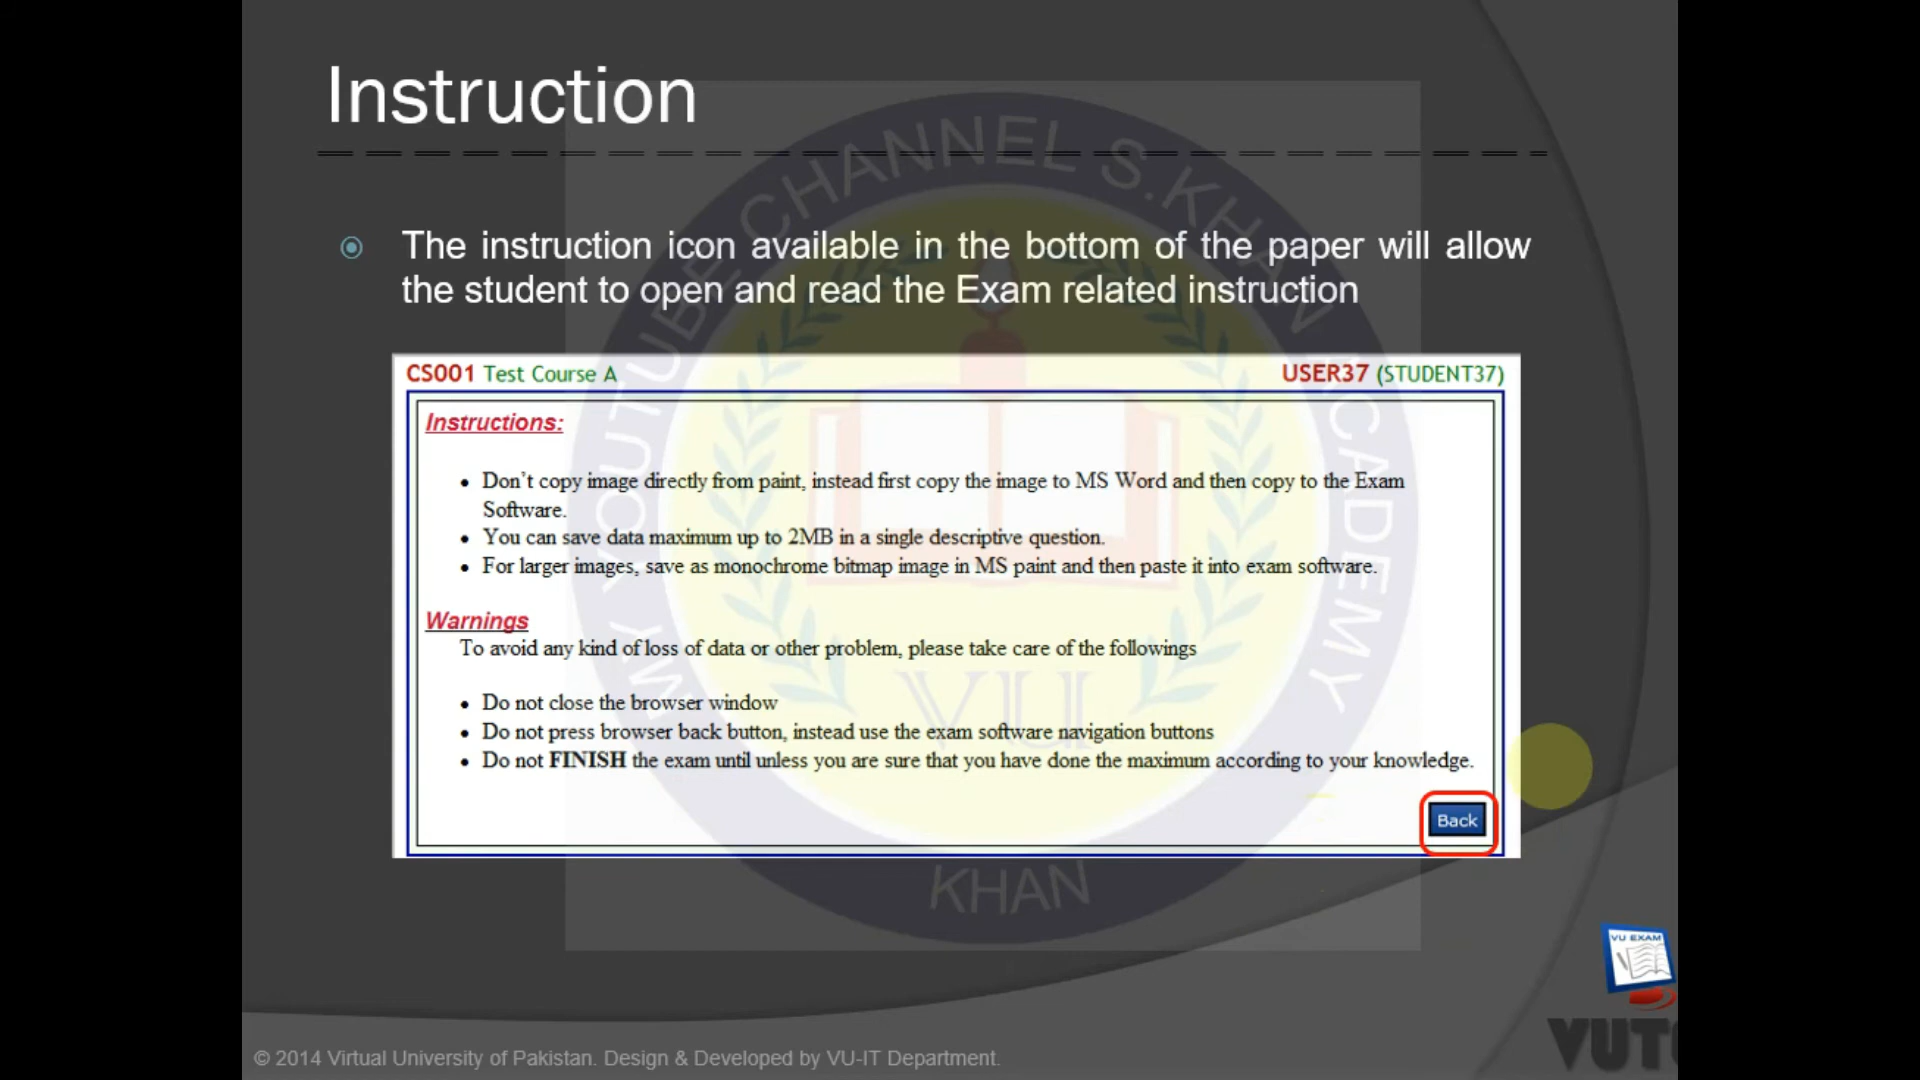 Instruction
The instruction icon available in the bottom of the paper will allow
the student to open and read the Exam related instruction
CS001 Test Course A
USER37 (STUDENT37)
Instructions:
Don't copy image directly from paint, instead first copy the image to MS Word and then copy to the Exam
Software.
You can save data maximum up to 2MB in a single descriptive question.
For larger images, save as monochrome bitmap image in MS paint and then paste it into exam software.
Warnings
To avoid any kind of loss of data or other problem, please take care of the followings
Do not close the browser window
Do not press browser back button, instead use the exam software navigation buttons
Do not FINISH the exam until unless you are sure that you have done the maximum according to your knowledge.
Back
MY YOUTUBE CHANNEL S.KHAN ACADEMY
VU
KHAN
VU EXAM
© 2014 Virtual University of Pakistan. Design & Developed by VU-IT Department.